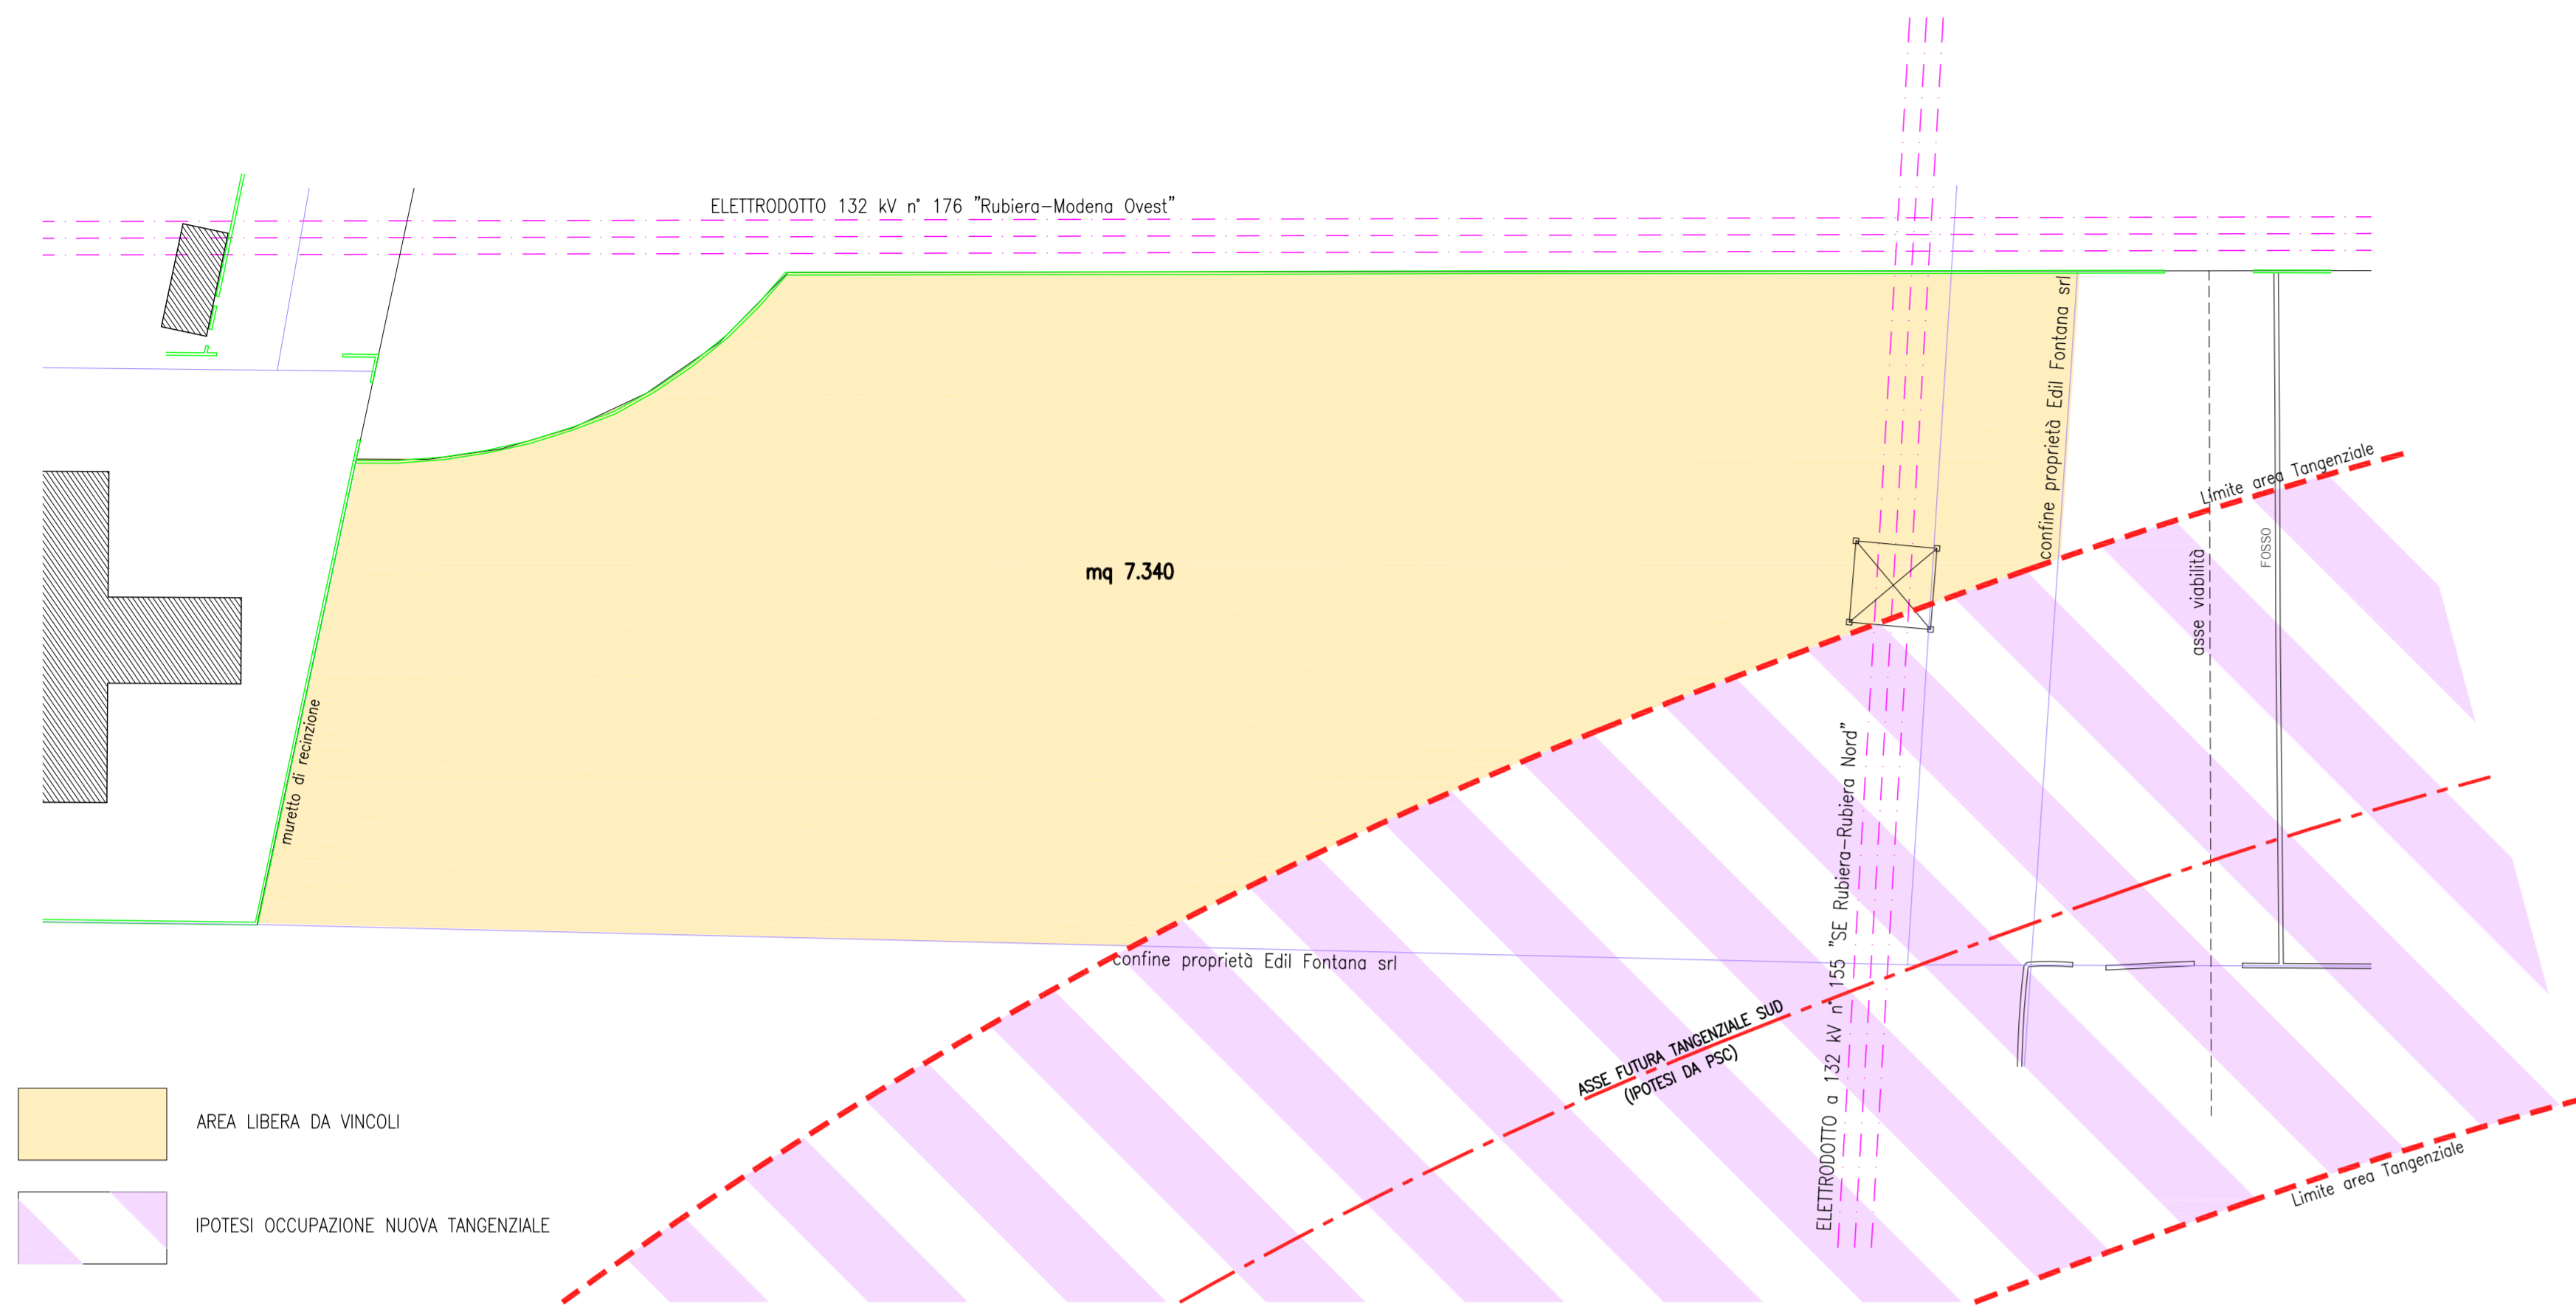 ELETTRODOTTO 132 kV n° 176 "Rubiera-Modena Ovest"
confine proprietà Edil Fontana srl
Limite area Tangenziale
FOSSO
asse viabilità
mq 7.340
muretto di recinzione
ELETTRODOTTO a 132 kV n° 155 "SE Rubiera-Rubiera Nord"
confine proprietà Edil Fontana srl
ASSE FUTURA TANGENZIALE SUD
(IPOTESI DA PSC)
AREA LIBERA DA VINCOLI
Limite area Tangenziale
IPOTESI OCCUPAZIONE NUOVA TANGENZIALE